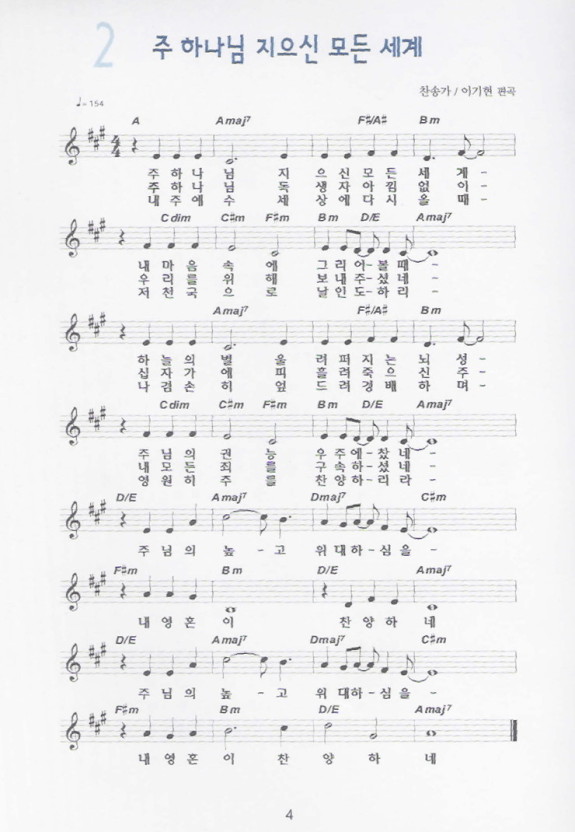 2 주 하나님 지으신 모든 세계
찬송가 / 이기현 편곡
♩= 154
A Amaj7 F♯/A♯ Bm
주 하 나 님 지 으 신 모 든 세 계 -
주 하 나 님 독 생 자 아 낌 없 이 -
내 주 예 수 세 상 에 다 시 올 때 -
Cdim C♯m F♯m Bm D/E Amaj7
내 마 음 속 에 그 리 어 - 볼 때 -
우 리 를 위 해 보 내 주 - 셨 네 -
저 천 국 으 로 날 인 도 - 하 리 -
Amaj7 F♯/A♯ Bm
하 늘 의 별 울 려 퍼 지 는 뇌 성 -
십 자 가 에 피 흘 려 죽 으 신 주 -
나 겸 손 히 엎 드 려 경 배 하 며 -
Cdim C♯m F♯m Bm D/E Amaj7
주 님 의 권 능 우 주 에 - 찼 네 -
내 모 든 죄 를 구 속 하 - 셨 네 -
영 원 히 주 를 찬 양 하 - 리 라 -
D/E Amaj7 Dmaj7 C♯m
주 님 의 높 - 고 위 대 하 - 심 을 -
F♯m Bm D/E Amaj7
내 영 혼 이 찬 양 하 네
D/E Amaj7 Dmaj7 C♯m
주 님 의 높 - 고 위 대 하 - 심 을 -
F♯m Bm D/E Amaj7
내 영 혼 이 찬 양 하 네
4